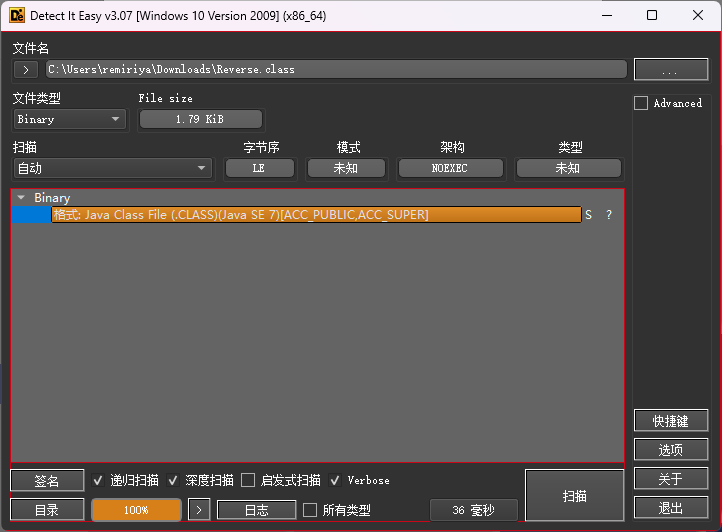 Detect It Easy v3.07 [Windows 10 Version 2009] (x86_64)
文件名
> C:\Users\remiriya\Downloads\Reverse.class ...
文件类型 File size
Binary 1.79 KiB Advanced
扫描 字节序 模式 架构 类型
自动 LE 未知 NOEXEC 未知
Binary
格式: Java Class File (.CLASS)(Java SE 7)[ACC_PUBLIC,ACC_SUPER] S ?
快捷键
选项
签名 递归扫描 深度扫描 启发式扫描 Verbose 扫描 关于
目录 100% > 日志 所有类型 36 毫秒 退出